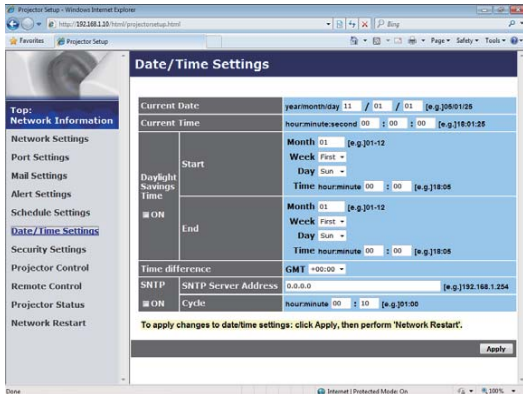 Projector Setup - Windows Internet Explorer
http://192.168.1.10/html/projectorsetup.html
Bing
Favorites Projector Setup
Page Safety Tools
Date/Time Settings
Top:
Network Information
Network Settings
Port Settings
Mail Settings
Alert Settings
Schedule Settings
Date/Time Settings
Security Settings
Projector Control
Remote Control
Projector Status
Network Restart
Current Date year/month/day 11 / 01 / 01 [e.g.]05/01/25
Current Time hour:minute:second 00 : 00 : 00 [e.g.]18:01:25
Daylight Savings Time
ON
Start
Month 01 [e.g.]01-12
Week First
Day Sun
Time hour:minute 00 : 00 [e.g.]18:05
End
Month 01 [e.g.]01-12
Week First
Day Sun
Time hour:minute 00 : 00 [e.g.]18:05
Time difference GMT +00:00
SNTP
ON
SNTP Server Address 0.0.0.0 [e.g.]192.168.1.254
Cycle hour:minute 00 : 10 [e.g.]01:00
To apply changes to date/time settings: click Apply, then perform 'Network Restart'.
Apply
Done
Internet | Protected Mode: On
100%